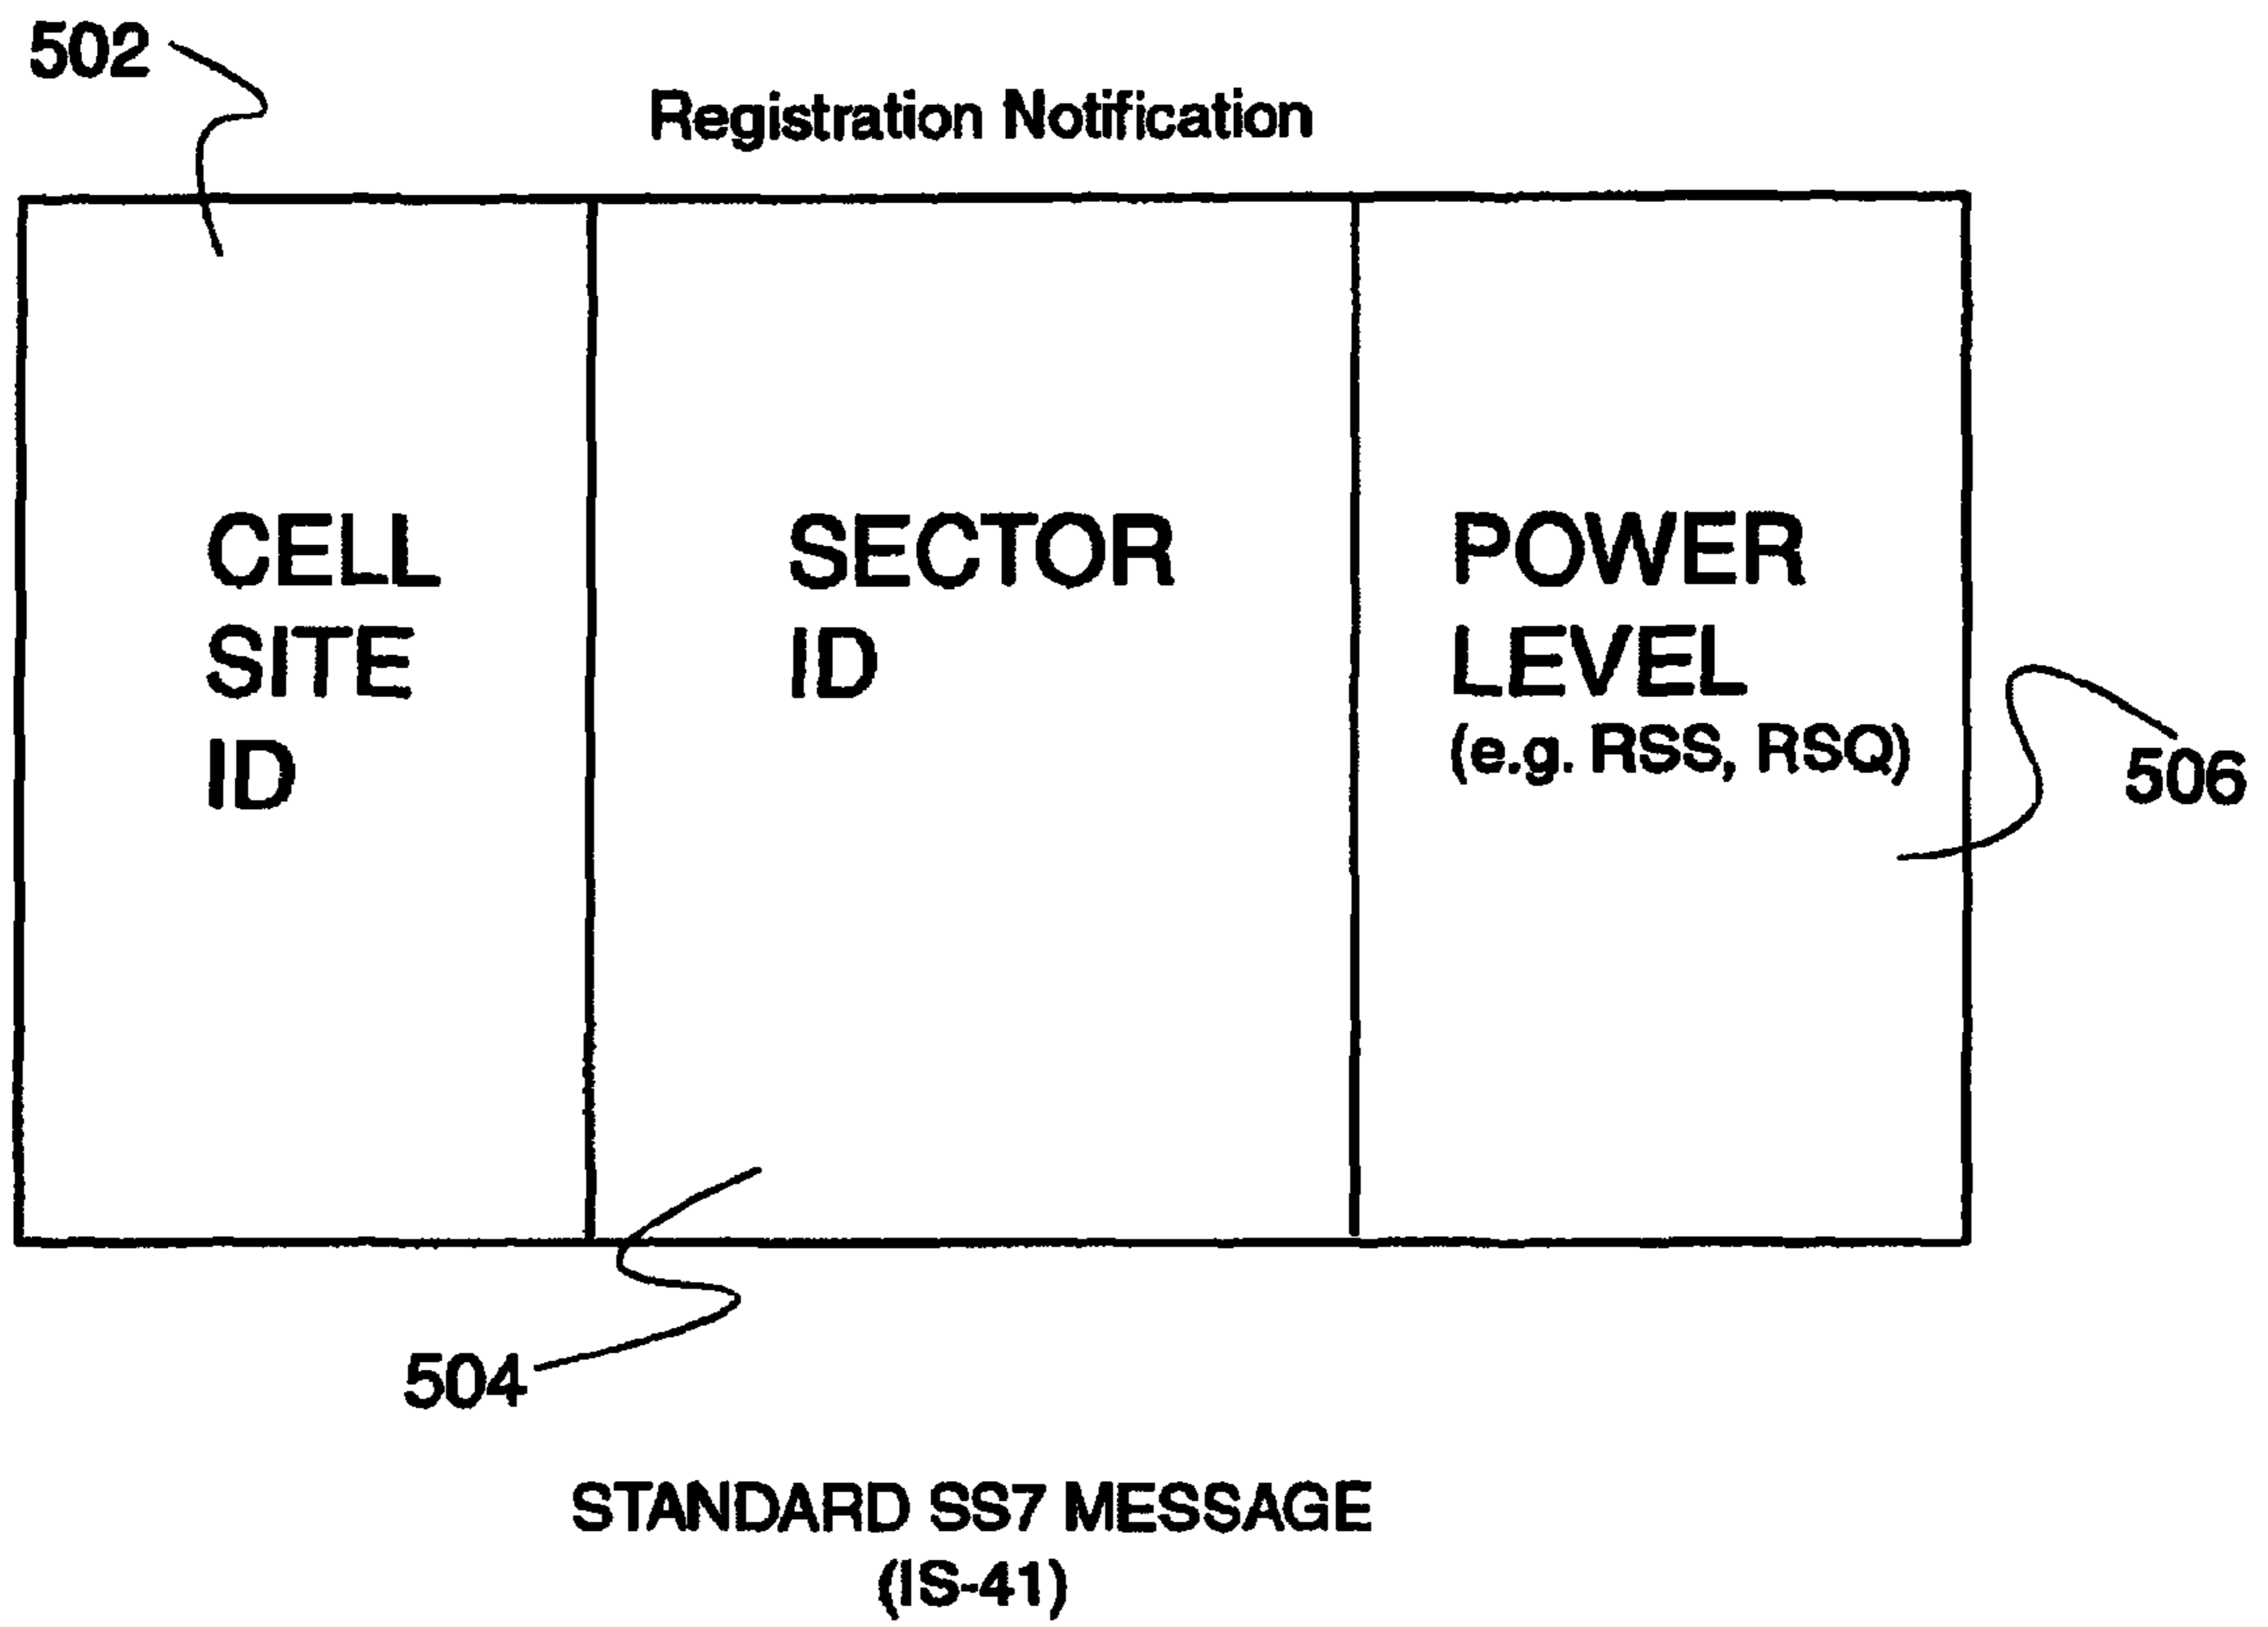 502
Registration Notification
CELL
SITE
ID
SECTOR
ID
POWER
LEVEL
(e.g. RSS, RSQ)
506
504
STANDARD SS7 MESSAGE
(IS-41)